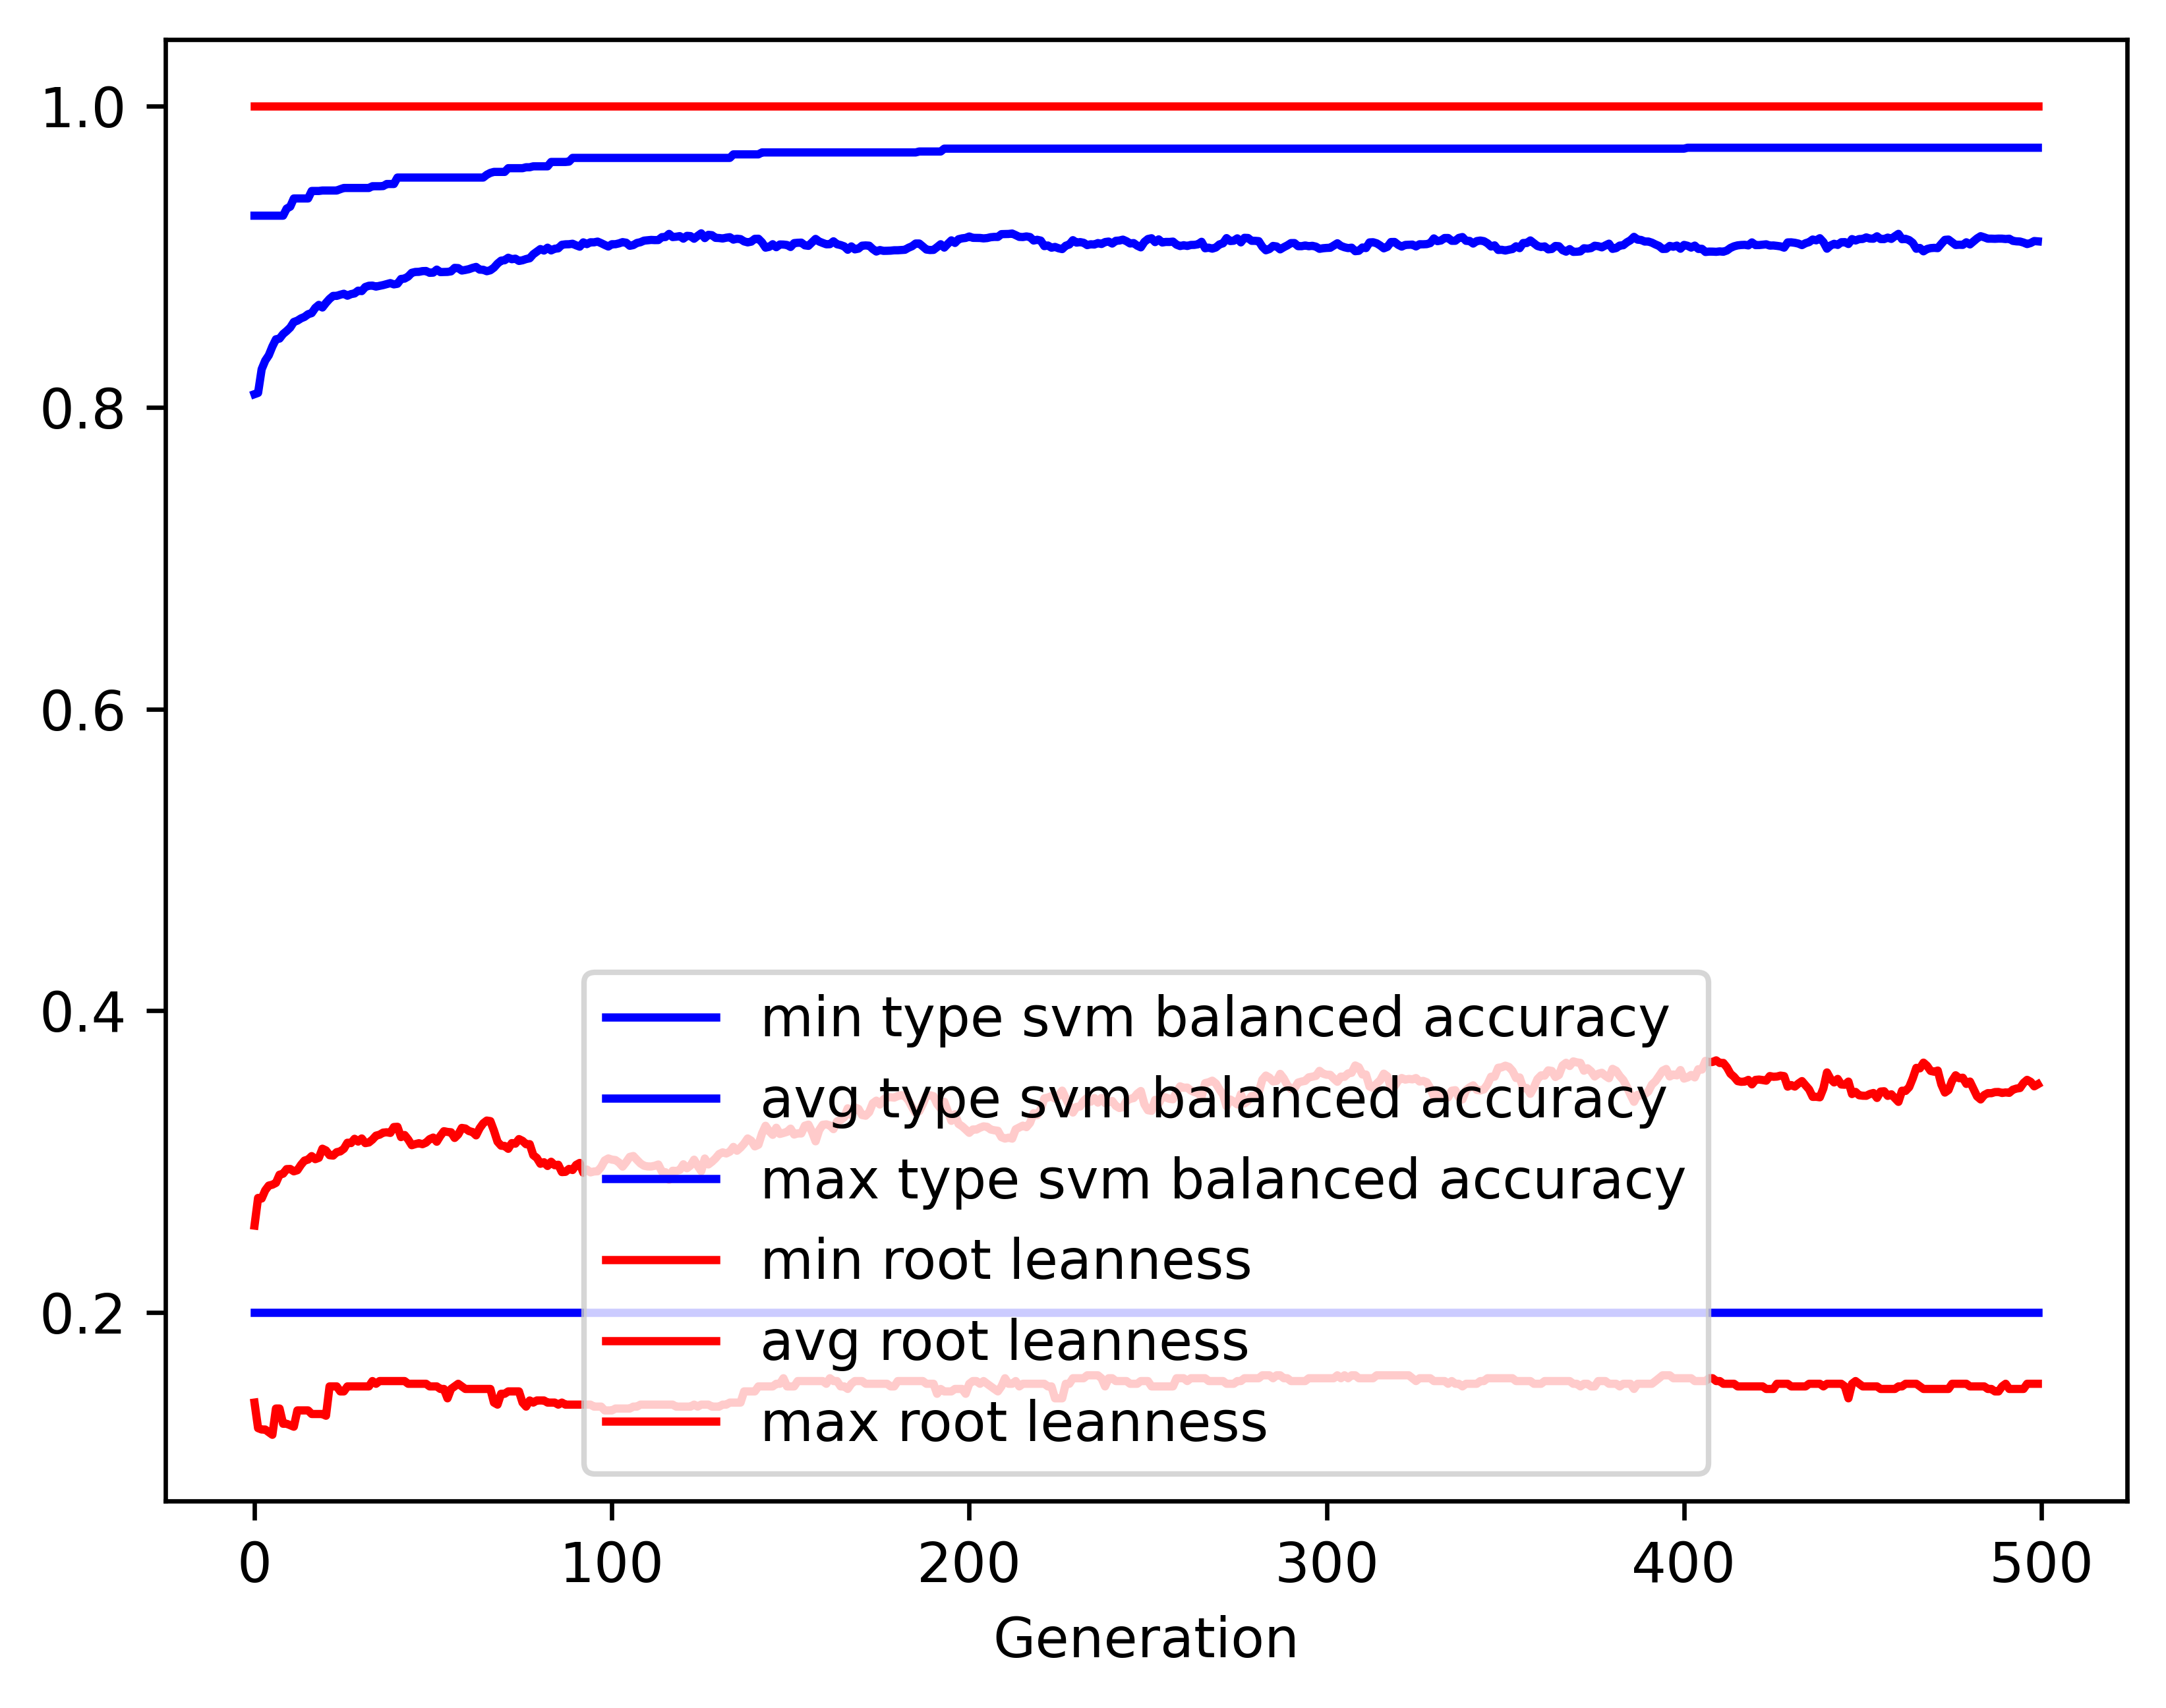 1.0
0.8
0.6
0.4
0.2
min type svm balanced accuracy
avg type svm balanced accuracy
max type svm balanced accuracy
min root leanness
avg root leanness
max root leanness
0 100 200 300 400 500
Generation